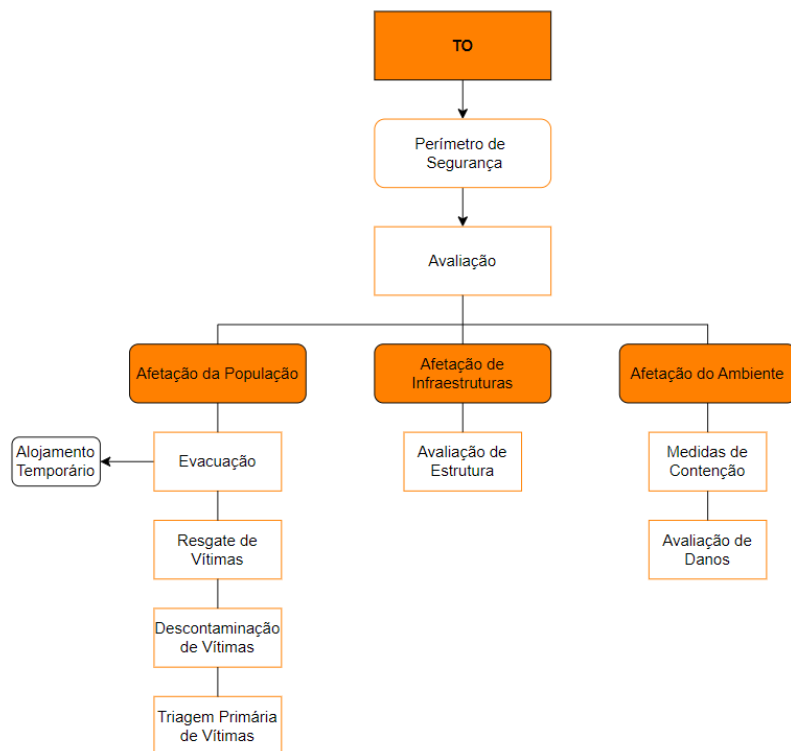 TO
Perímetro de
Segurança
Avaliação
Afetação da População
Afetação de
Infraestruturas
Afetação do Ambiente
Alojamento
Temporário
Evacuação
Avaliação de
Estrutura
Medidas de
Contenção
Resgate de
Vítimas
Avaliação de
Danos
Descontaminação
de Vítimas
Triagem Primária
de Vítimas